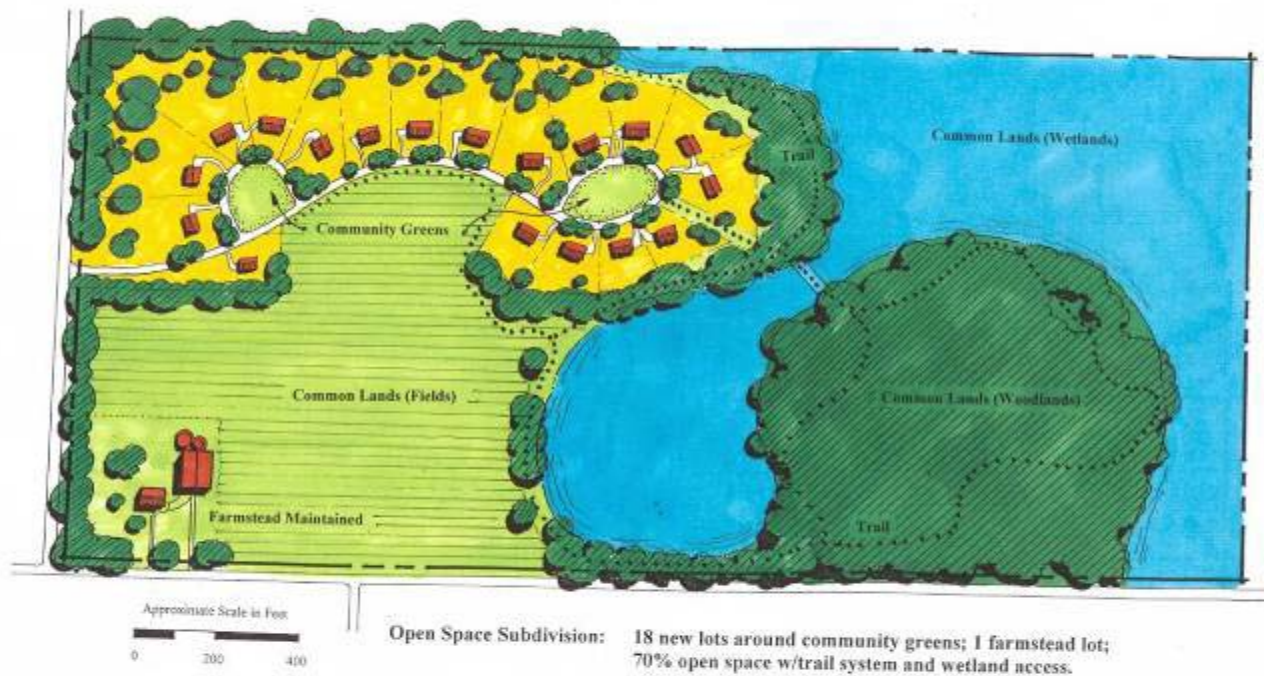 Common Lands (Wetlands)
Trail
Community Greens
Common Lands (Fields)
Common Lands (Woodlands)
Farmstead Maintained
Trail
Approximate Scale in Feet
0 200 400
Open Space Subdivision: 18 new lots around community greens; 1 farmstead lot;
70% open space w/trail system and wetland access.